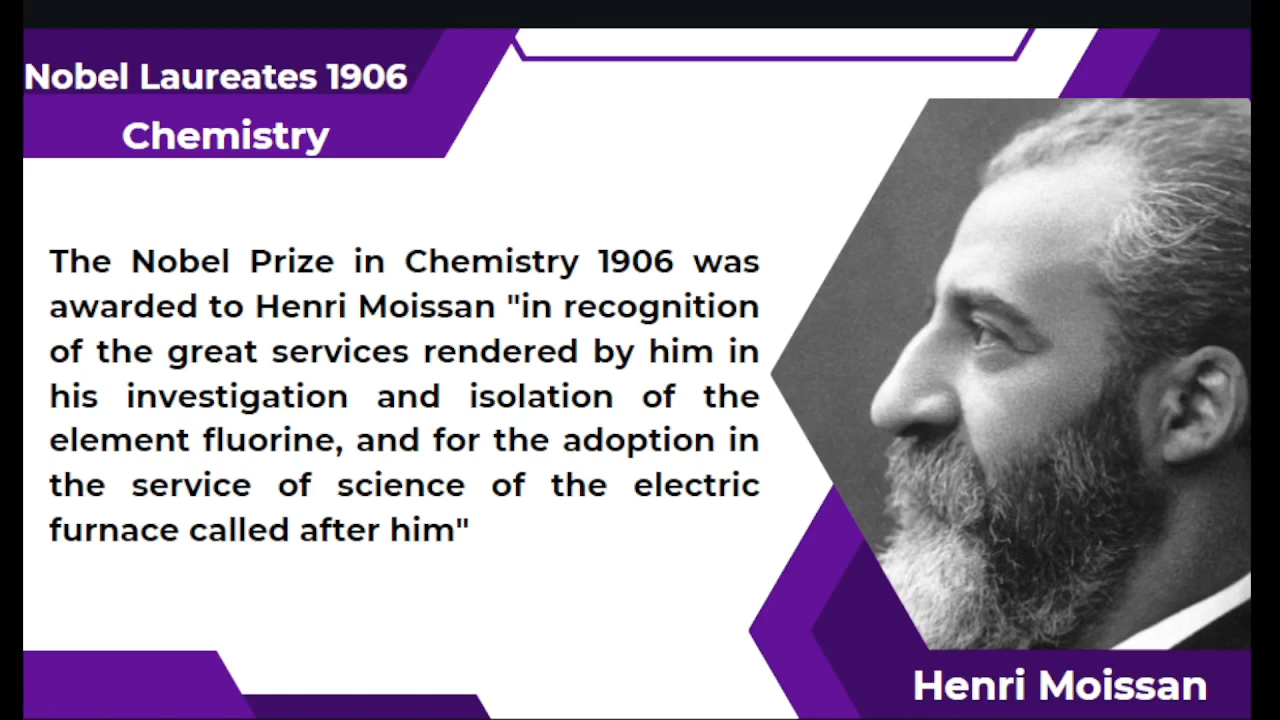 Nobel Laureates 1906
Chemistry
The Nobel Prize in Chemistry 1906 was
awarded to Henri Moissan "in recognition
of the great services rendered by him in
his investigation and isolation of the
element fluorine, and for the adoption in
the service of science of the electric
furnace called after him"
Henri Moissan